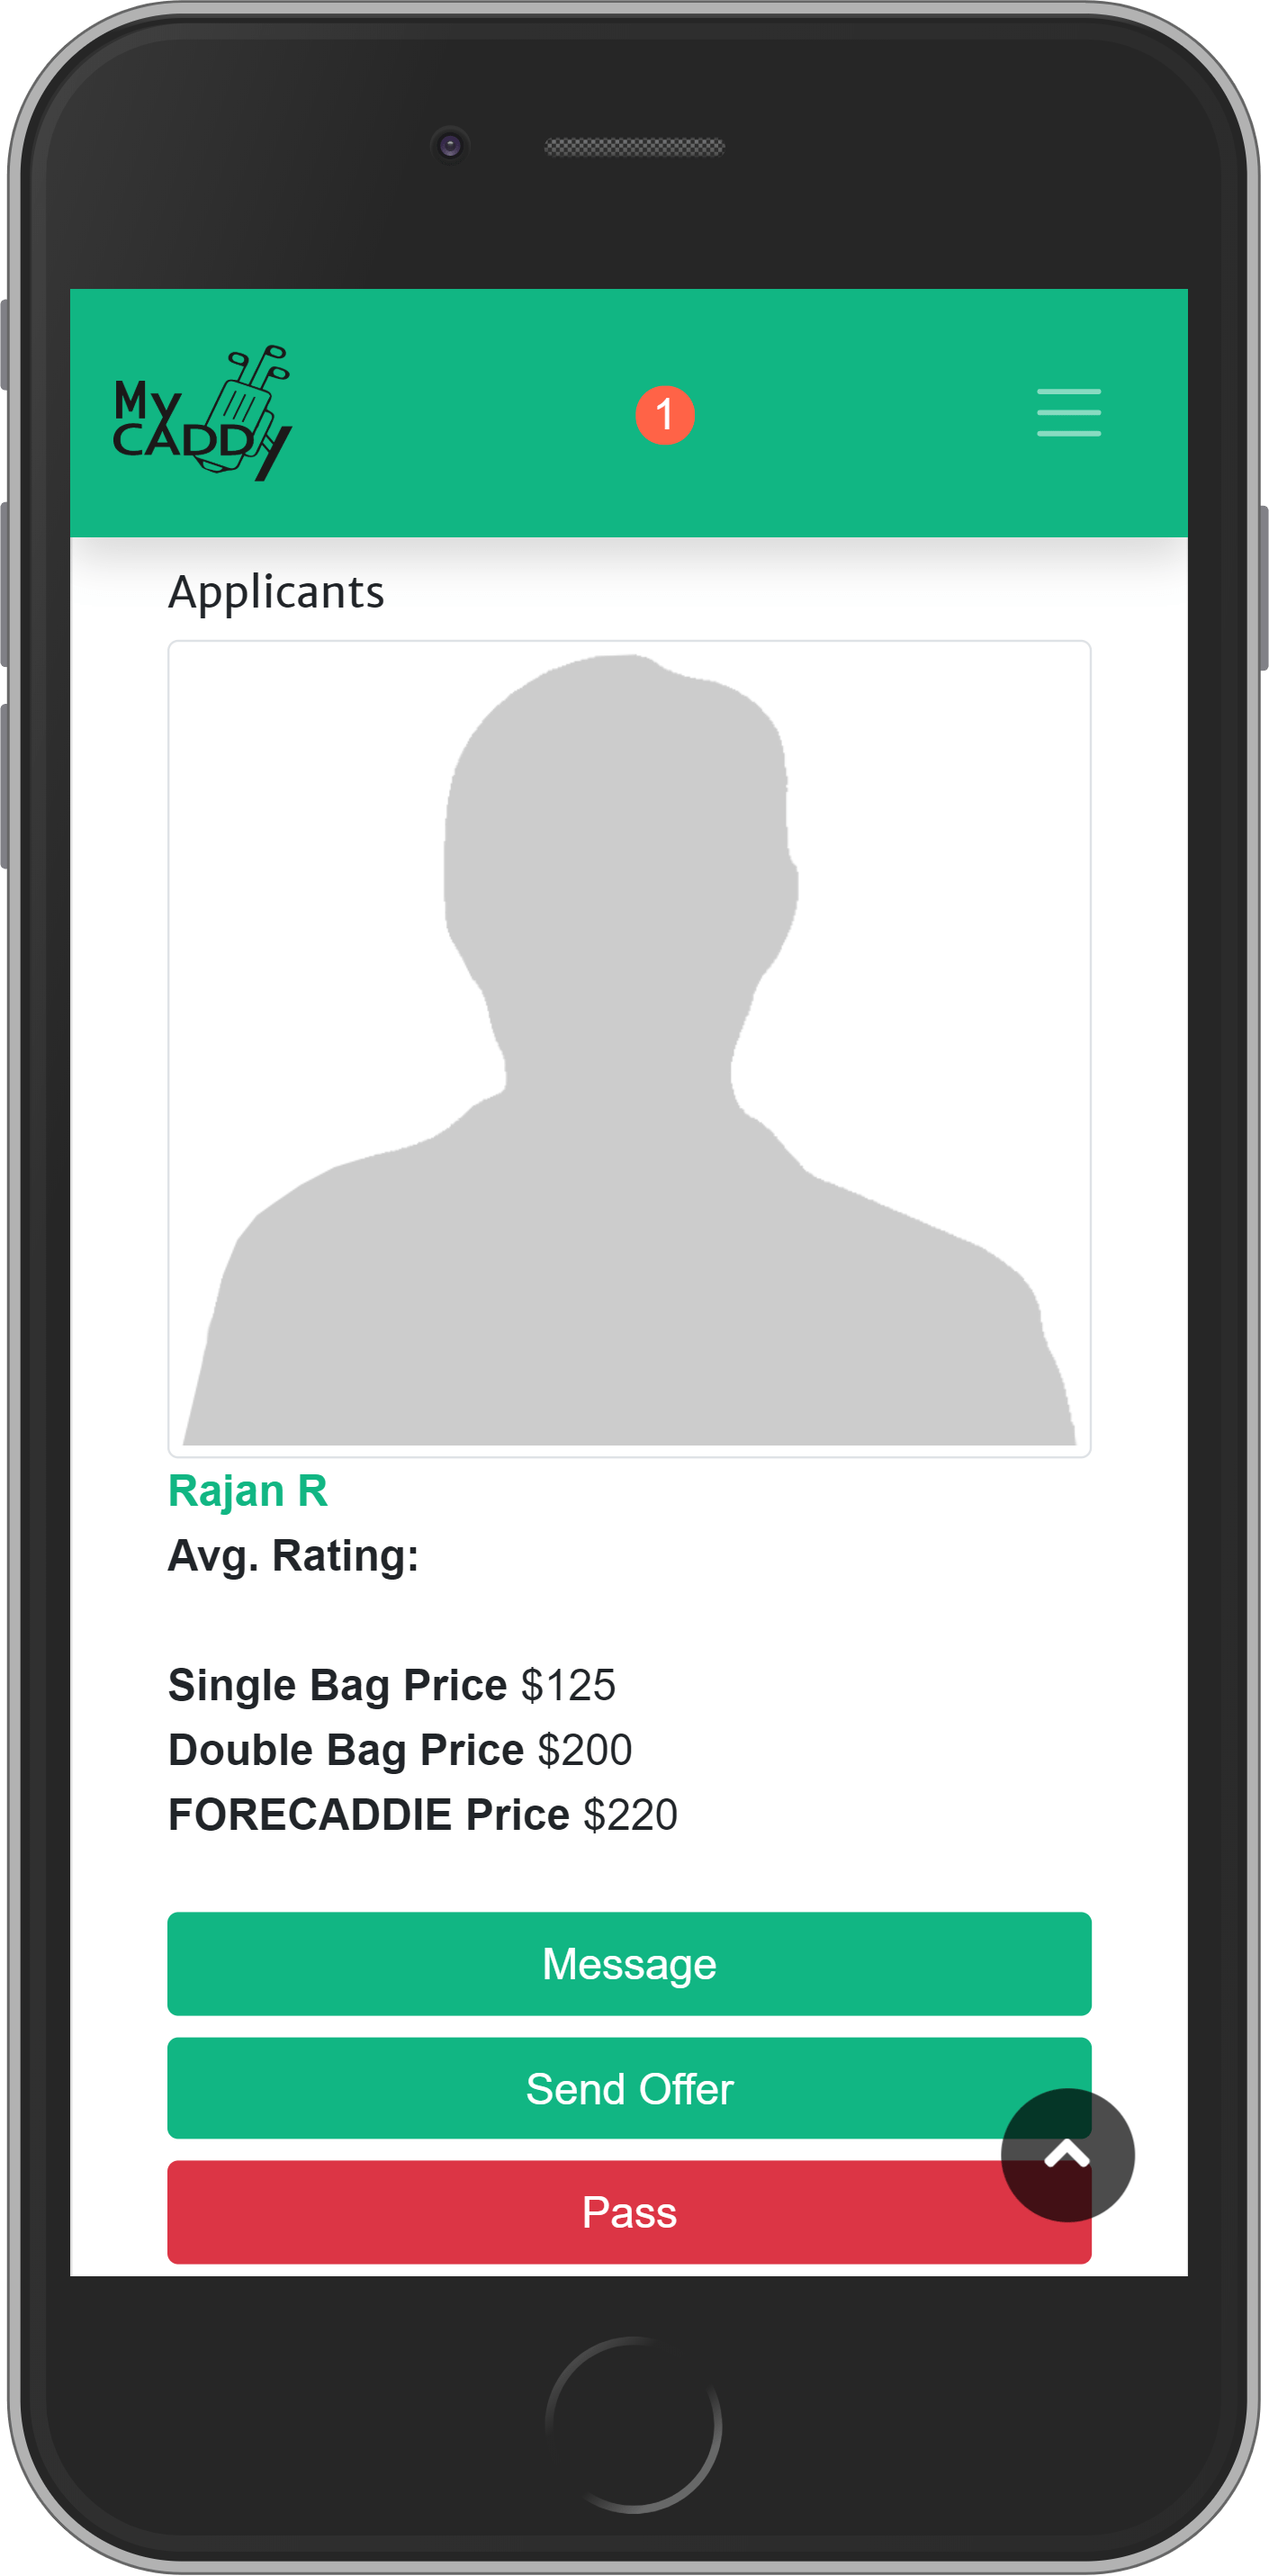 My
CADDY
1
Applicants
Rajan R
Avg. Rating:
Single Bag Price $125
Double Bag Price $200
FORECADDIE Price $220
Message
Send Offer
Pass